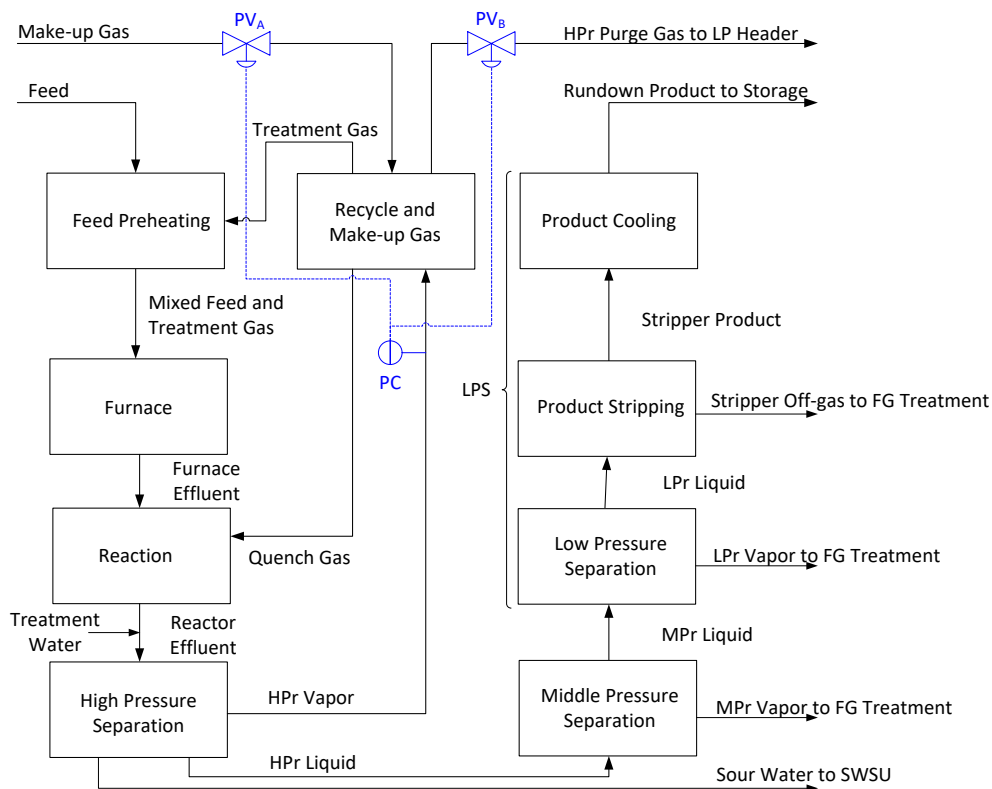 PVA
PVB
Make-up Gas
HPr Purge Gas to LP Header
Feed
Rundown Product to Storage
Treatment Gas
Feed Preheating
Recycle and
Make-up Gas
Product Cooling
Mixed Feed and
Treatment Gas
Stripper Product
PC
LPS
Furnace
Product Stripping
Stripper Off-gas to FG Treatment
Furnace
Effluent
LPr Liquid
Reaction
Quench Gas
Low Pressure
Separation
LPr Vapor to FG Treatment
Treatment
Water
Reactor
Effluent
MPr Liquid
High Pressure
Separation
HPr Vapor
Middle Pressure
Separation
MPr Vapor to FG Treatment
HPr Liquid
Sour Water to SWSU